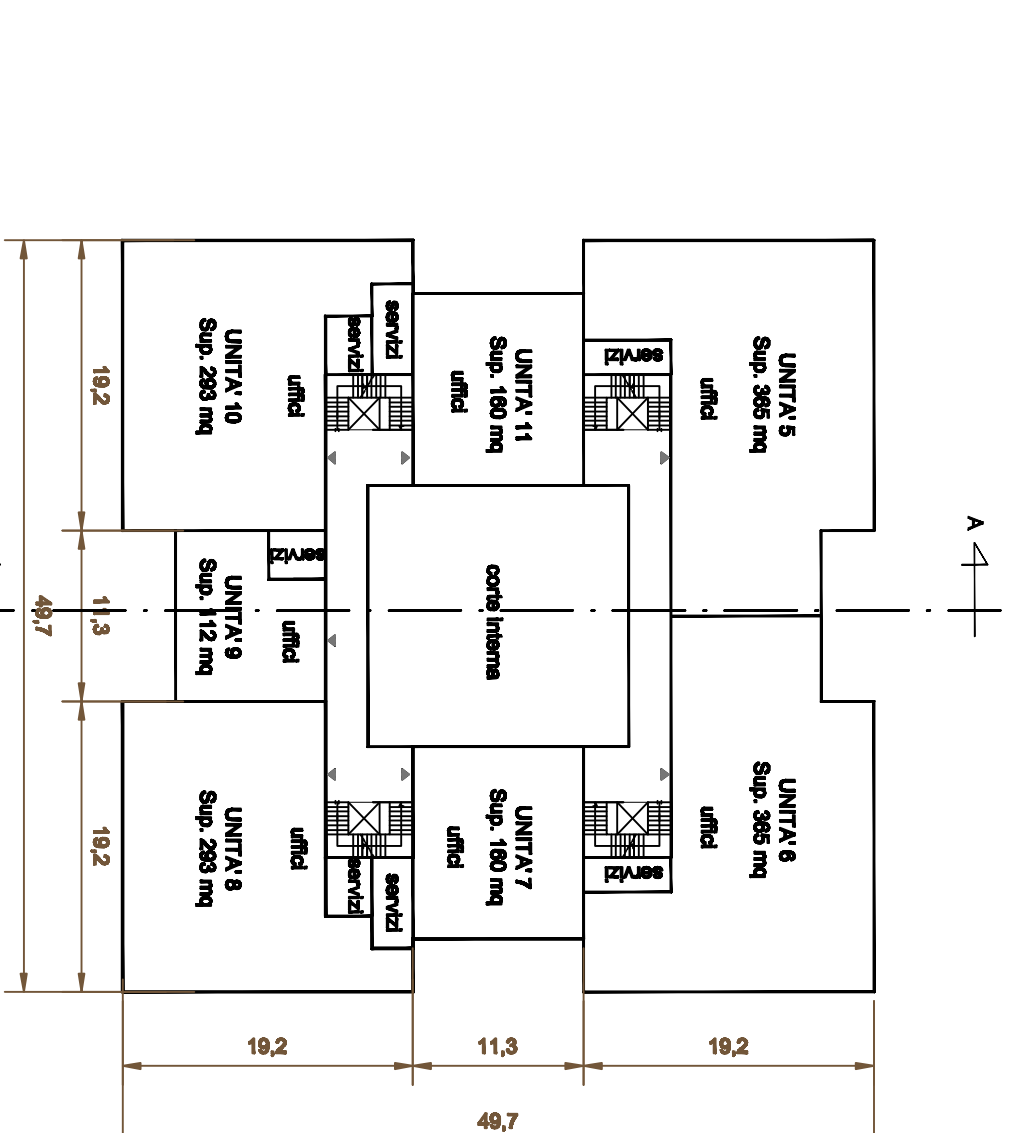 UNITA' 10
Sup. 293 mq
uffici
servizi
servizi
UNITA' 11
Sup. 160 mq
uffici
servizi
UNITA' 5
Sup. 365 mq
uffici
A
servizi
UNITA' 9
Sup. 112 mq
uffici
corte interna
UNITA' 8
Sup. 293 mq
uffici
servizi
servizi
UNITA' 7
Sup. 160 mq
uffici
servizi
UNITA' 6
Sup. 365 mq
uffici
19,2
11,3
49,7
19,2
19,2
11,3
19,2
49,7